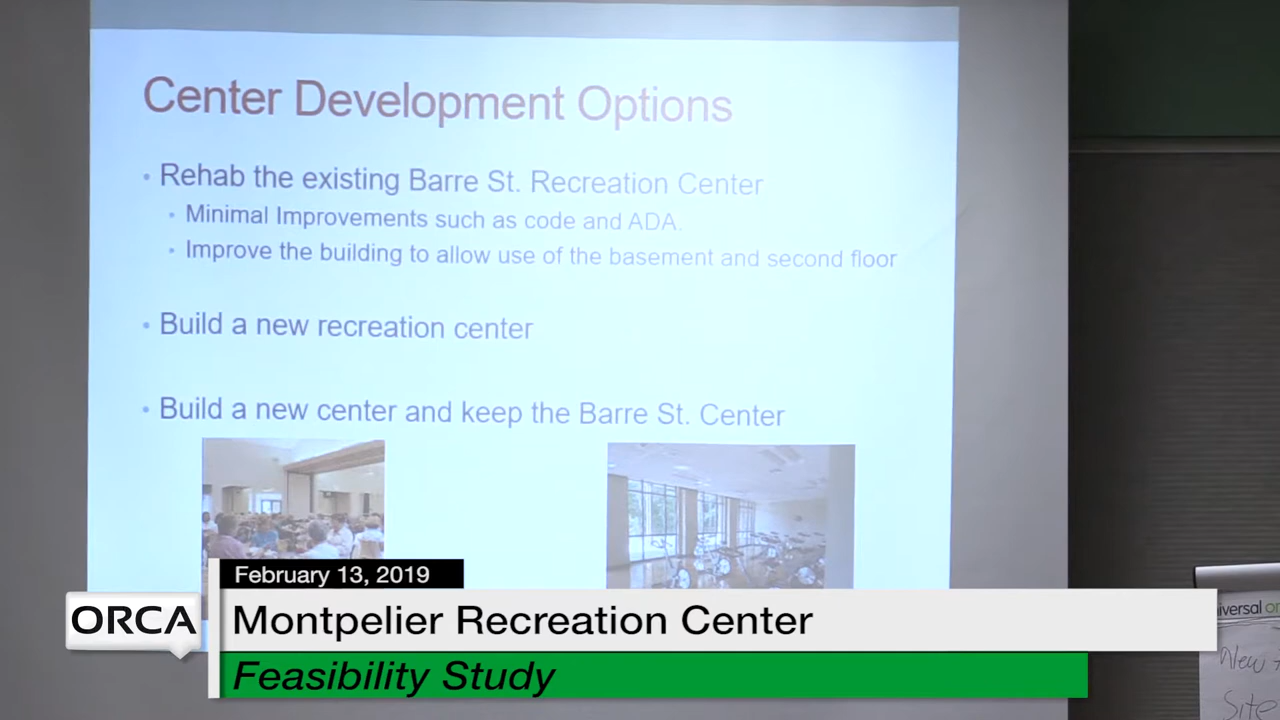 Center Development Options
• Rehab the existing Barre St. Recreation Center
• Minimal Improvements such as code and ADA.
• Improve the building to allow use of the basement and second floor
• Build a new recreation center
• Build a new center and keep the Barre St. Center
February 13, 2019
ORCA
Montpelier Recreation Center
Feasibility Study
New
Site